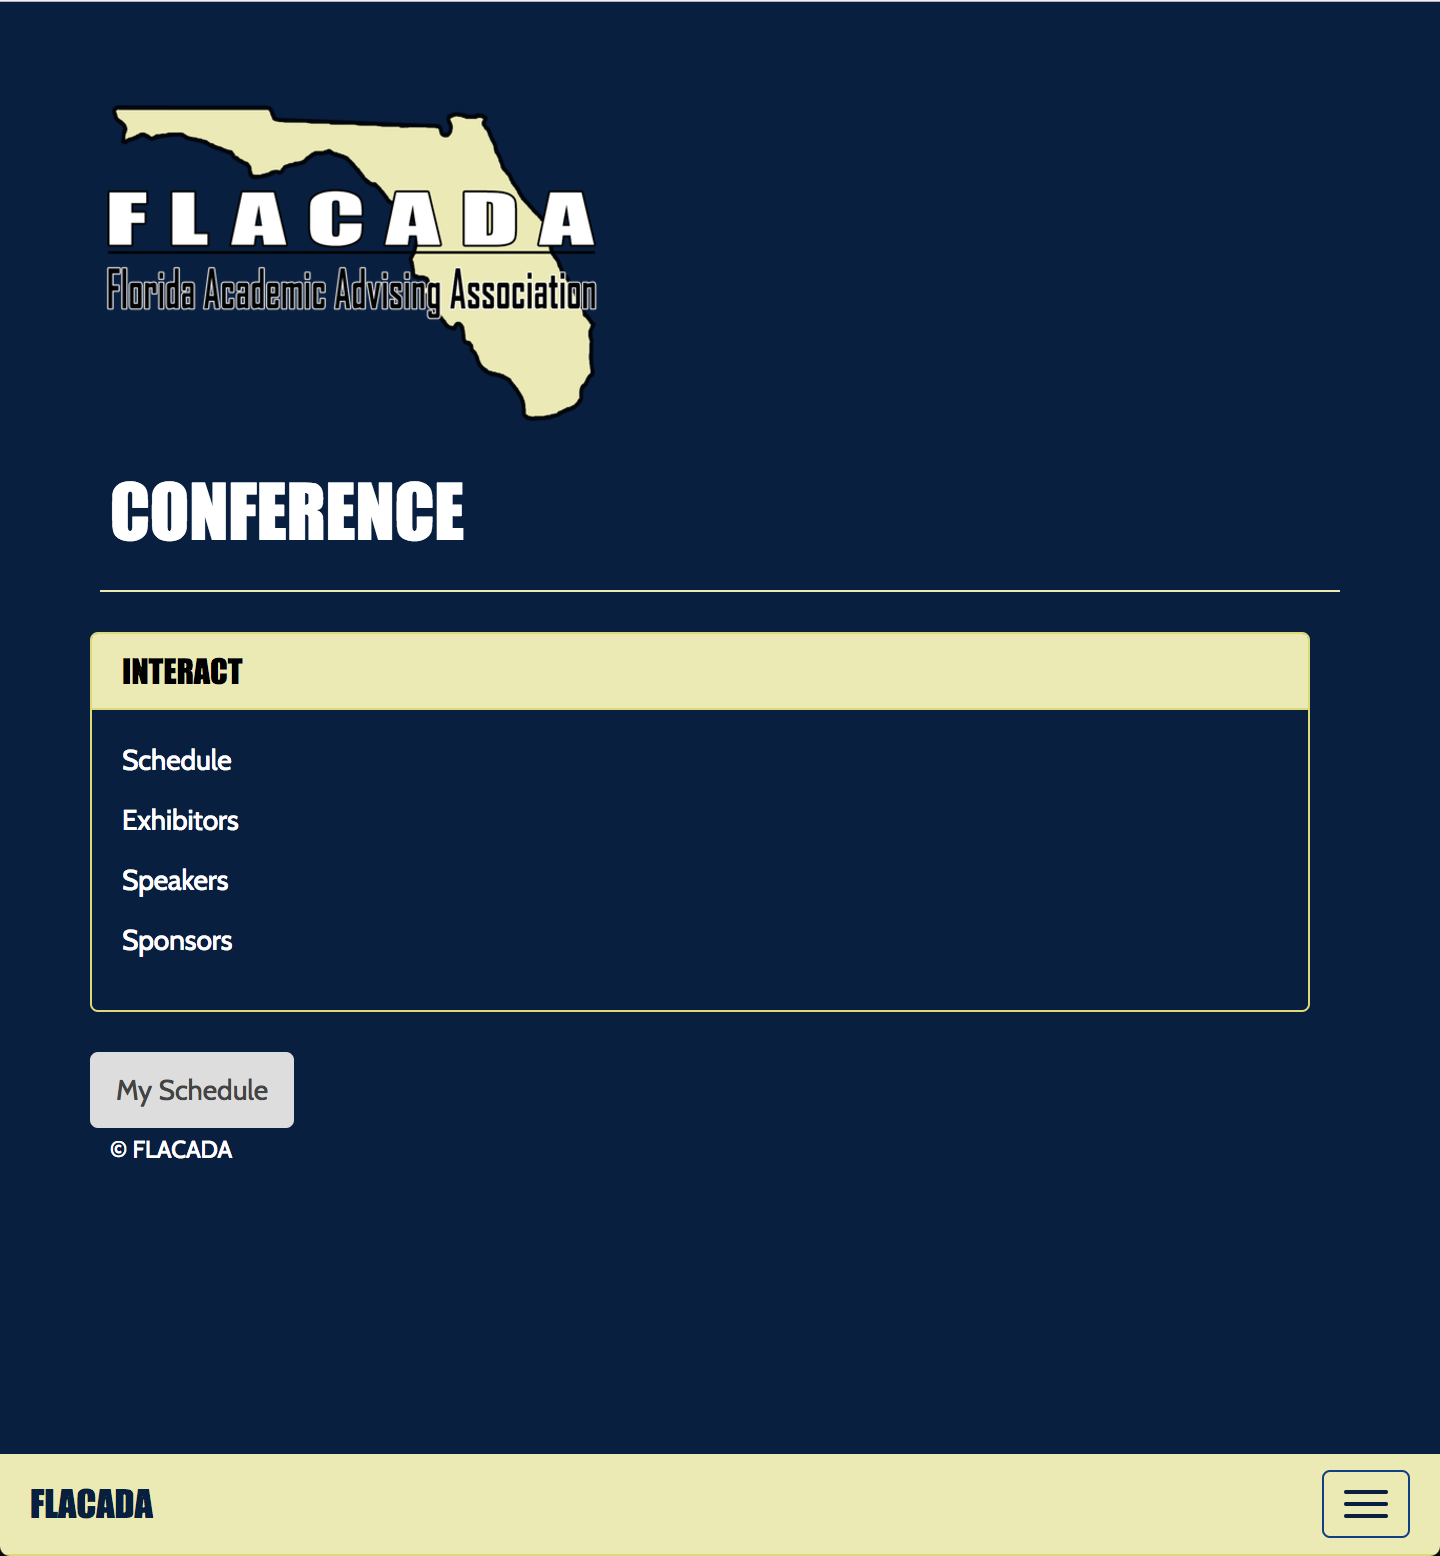 FLACADA
Florida Academic Advising Association
CONFERENCE
INTERACT
Schedule
Exhibitors
Speakers
Sponsors
My Schedule
© FLACADA
FLACADA